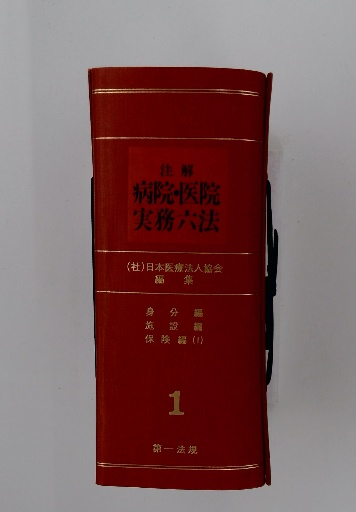 注解
病院・医院
実務六法
(社)日本医療法人協会
編集
身分編
施設編
保険編(1)
1
第一法規